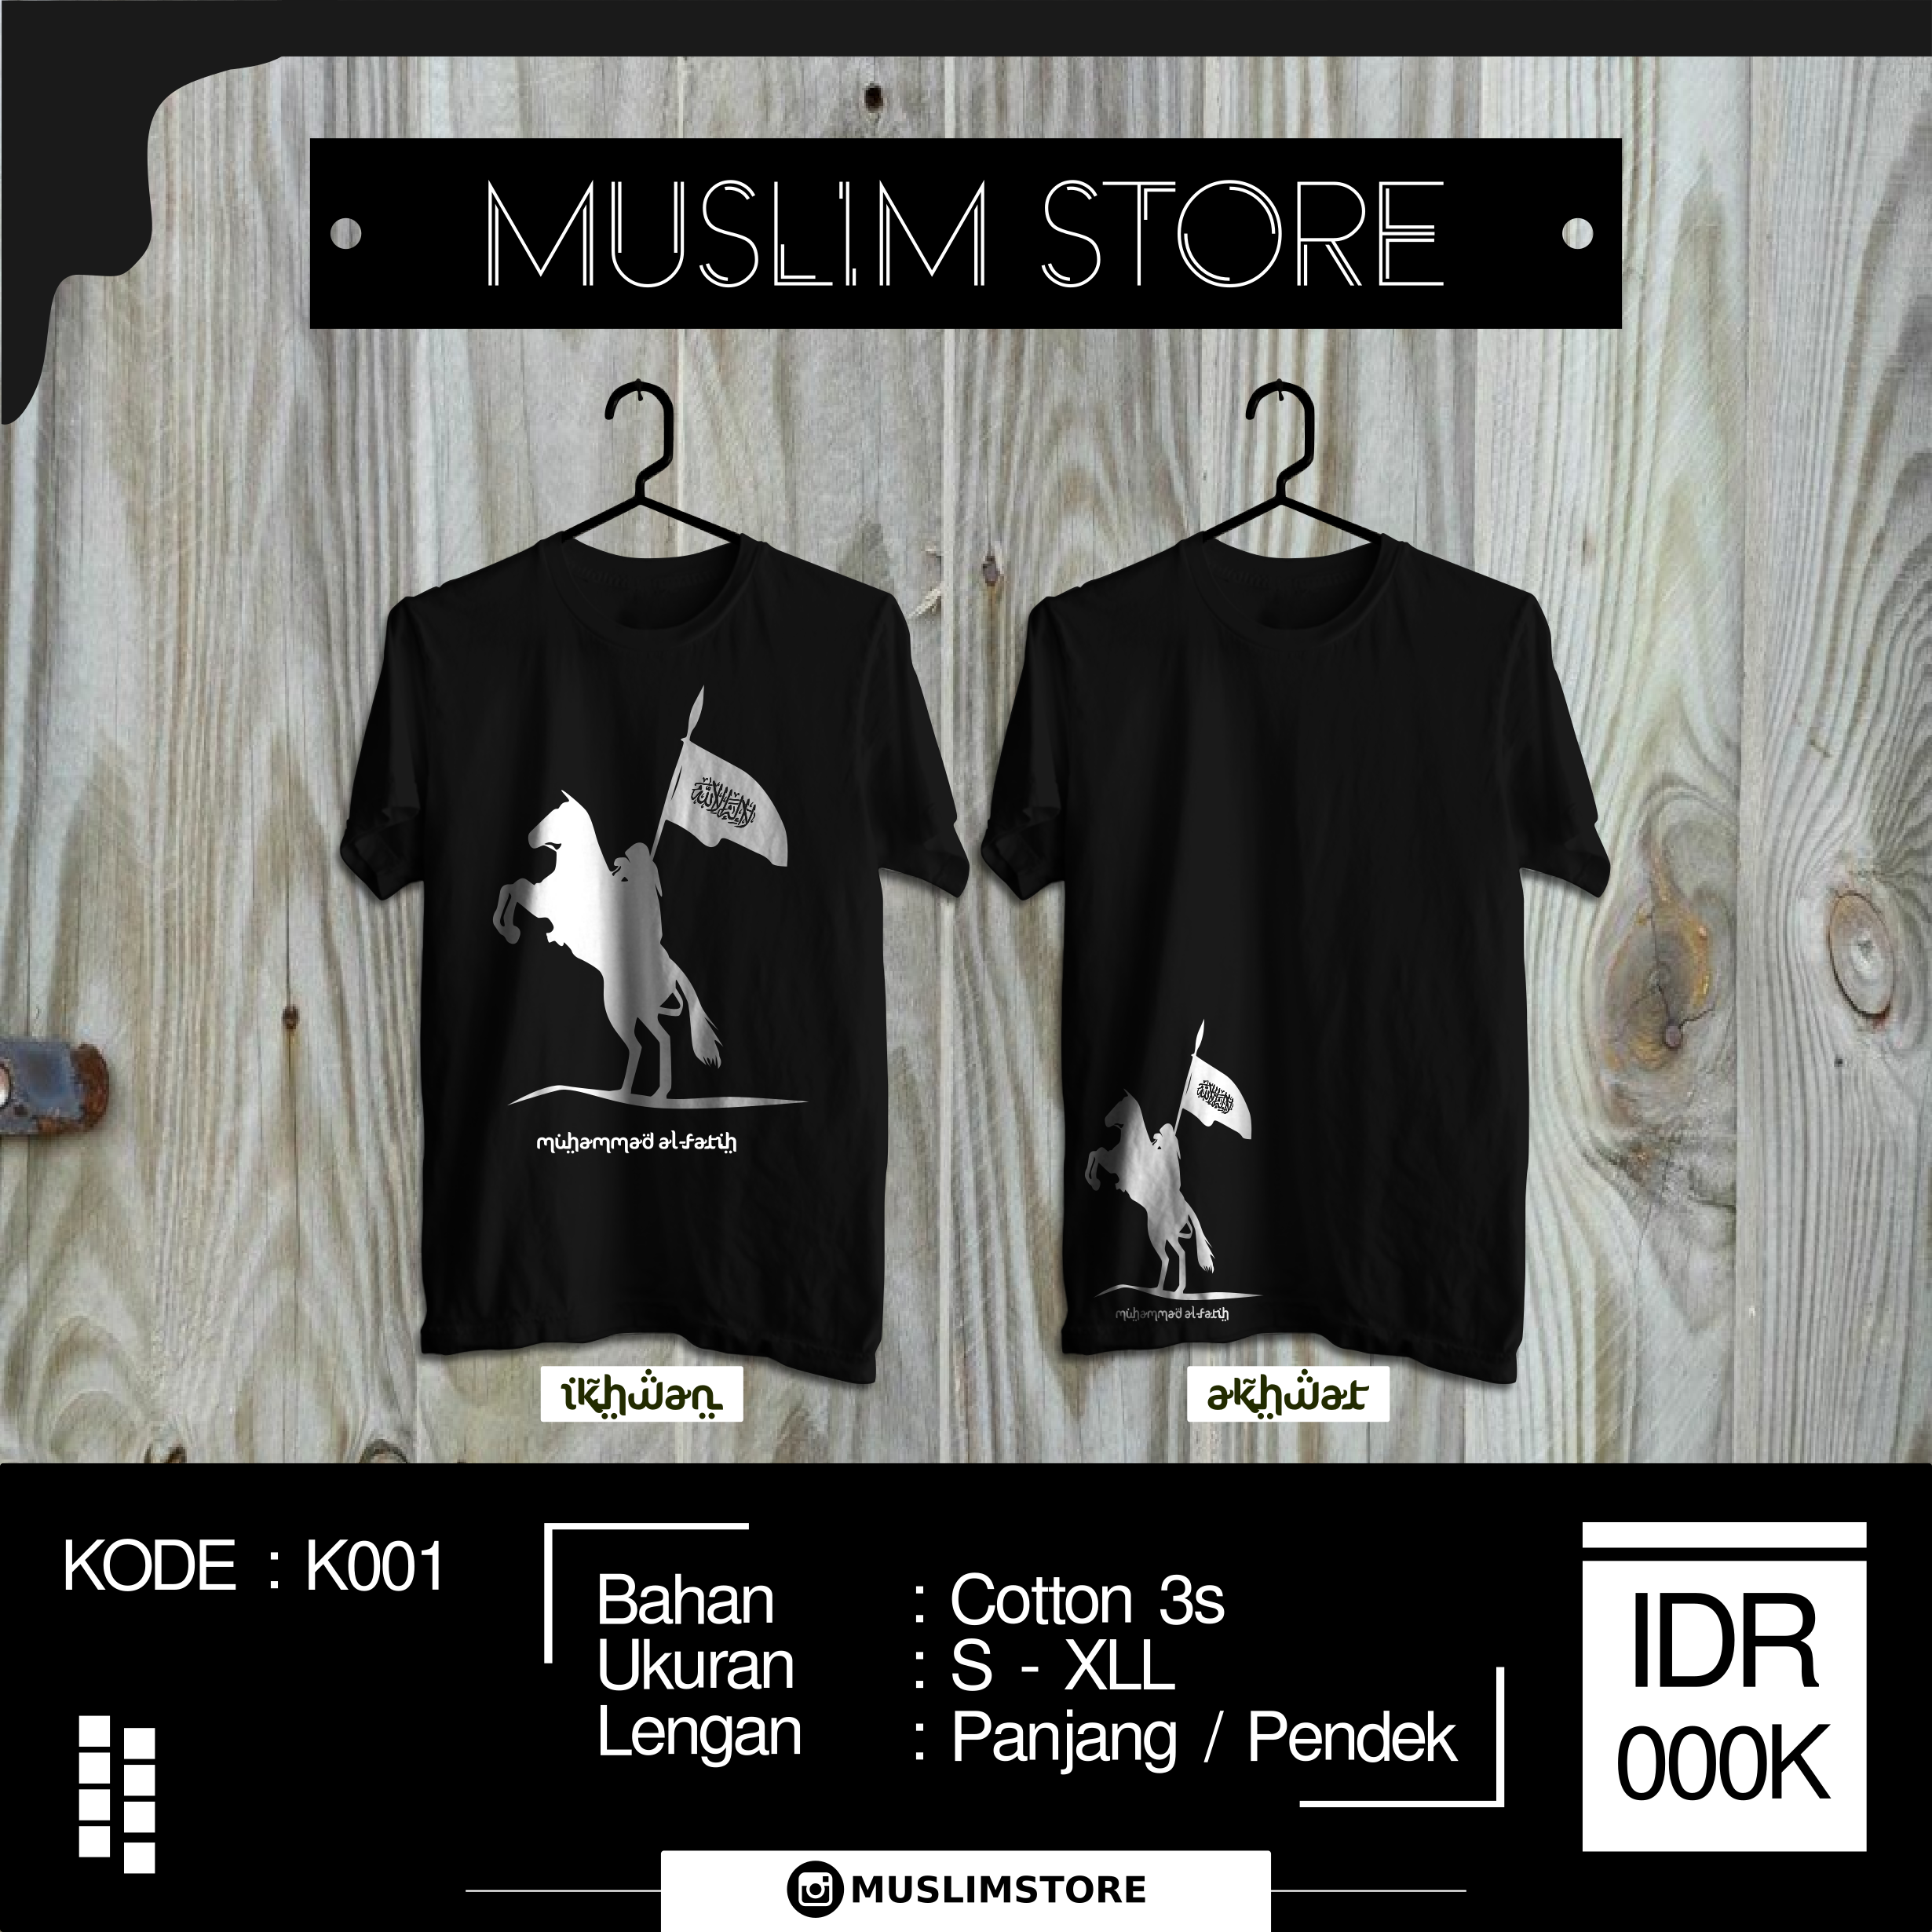 MUSLIM STORE
muhammad al-fatih
muhammad al-fatih
ikhwan
akhwat
KODE : K001
Bahan : Cotton 3s
Ukuran : S - XLL
Lengan : Panjang / Pendek
IDR
000K
MUSLIMSTORE